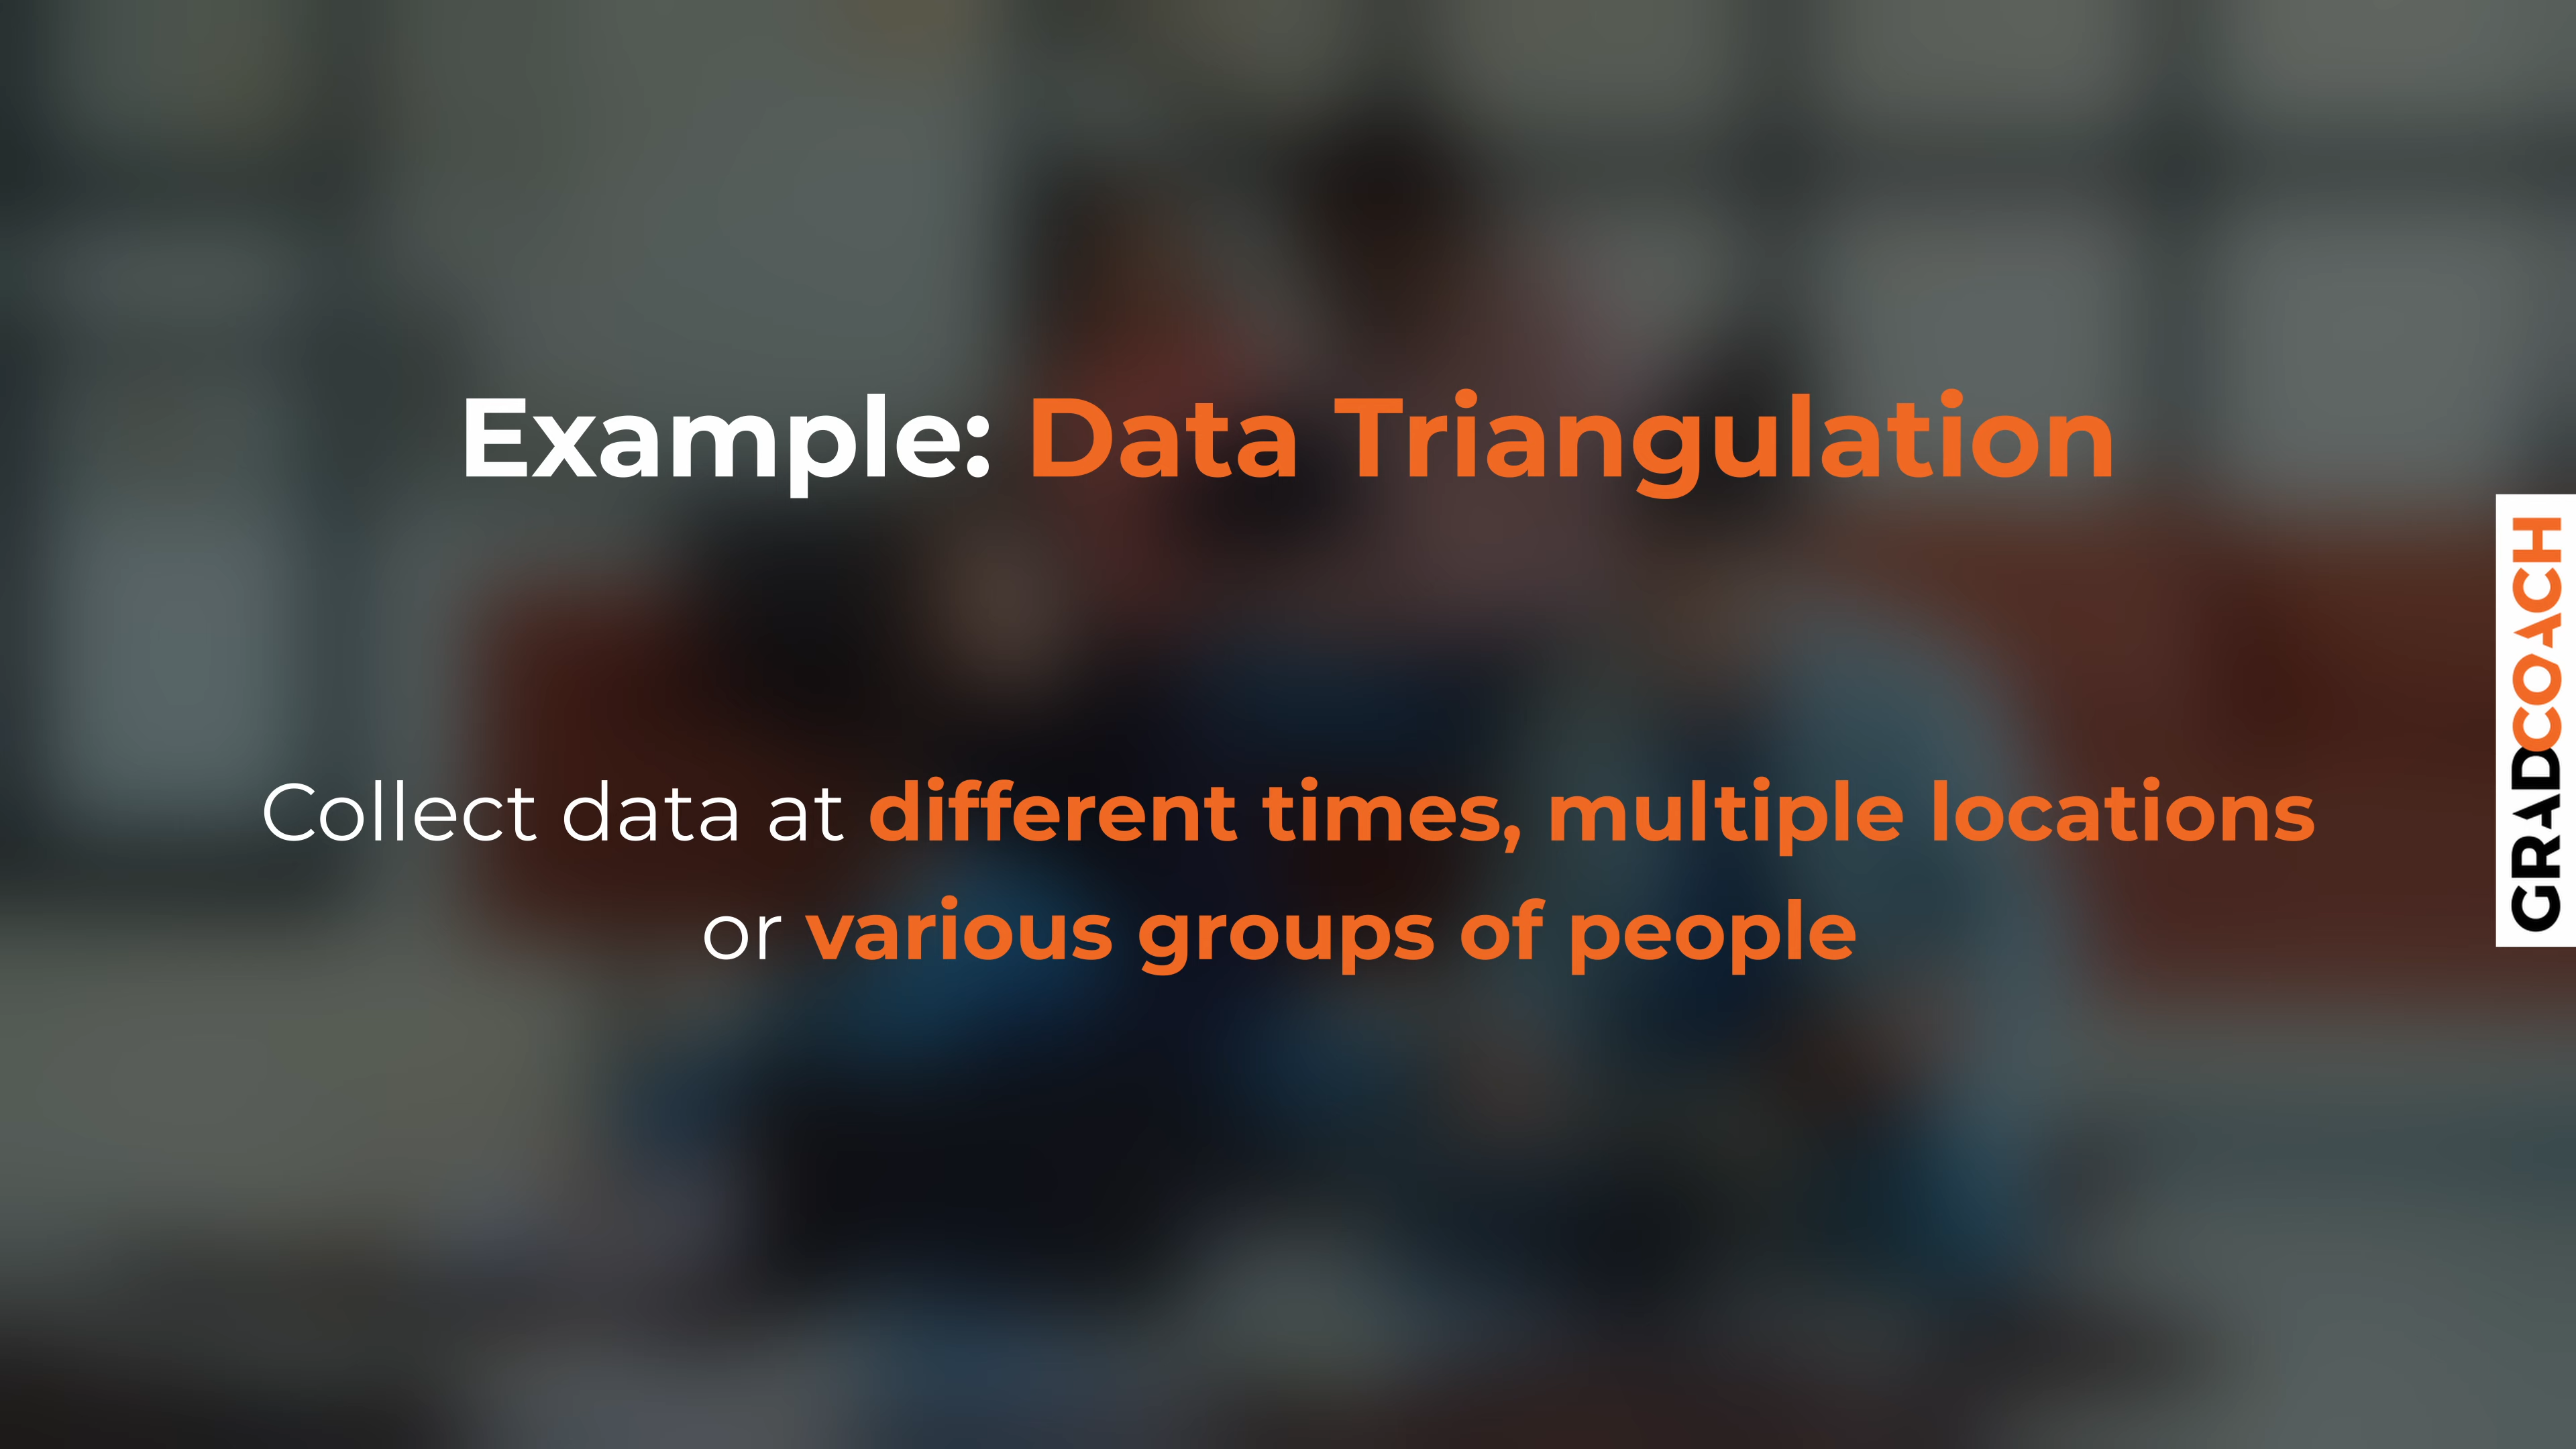 Example: Data Triangulation
Collect data at different times, multiple locations
or various groups of people
GRADCOACH